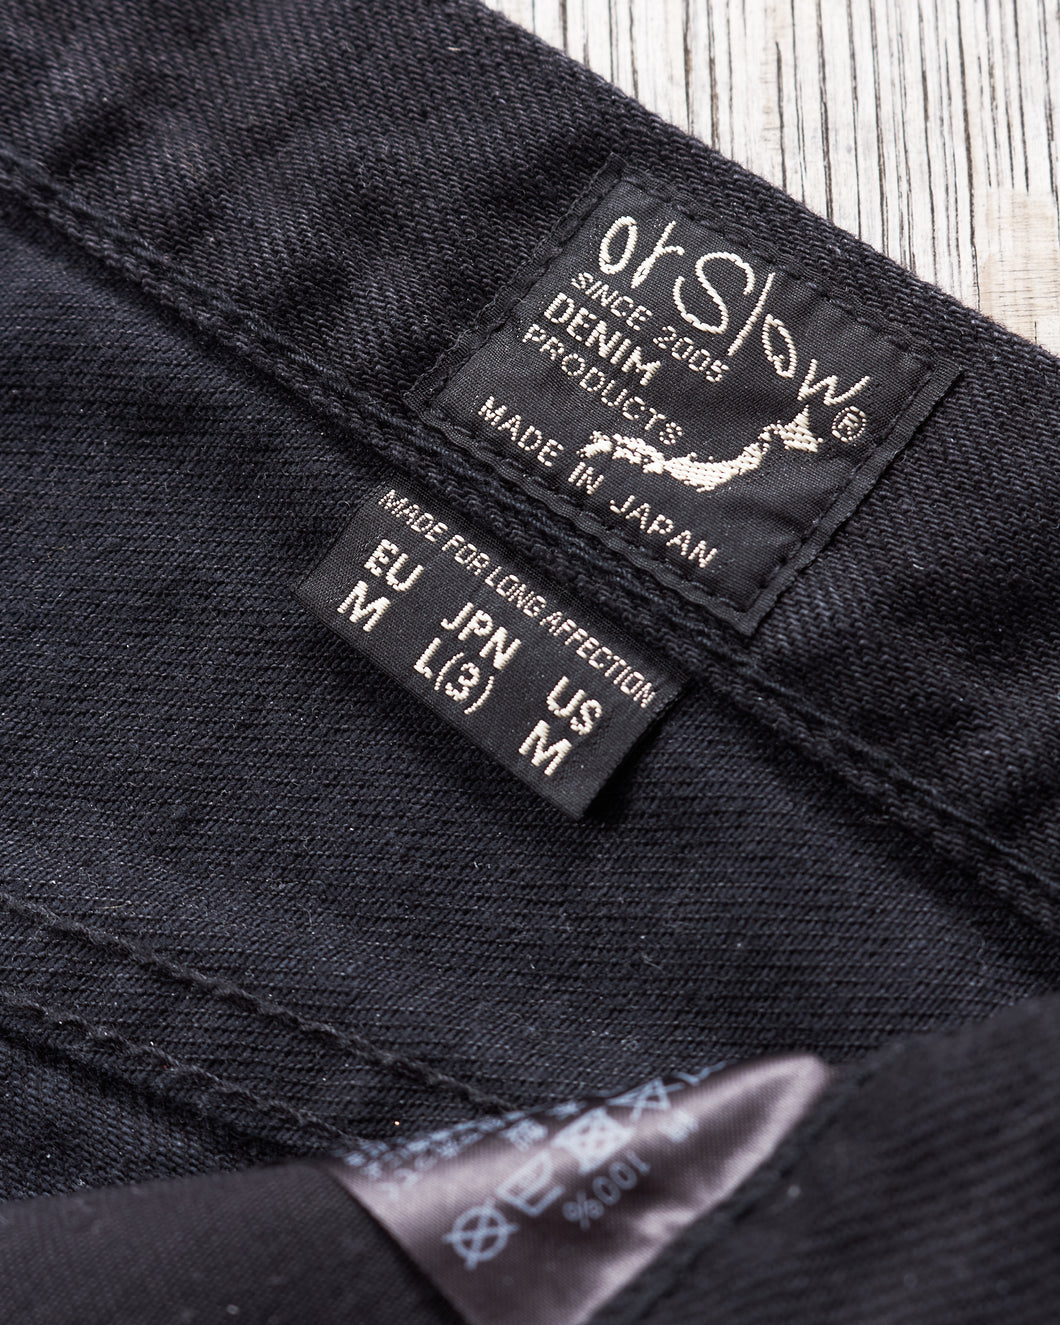 orSlow®
SINCE 2005
DENIM
PRODUCTS
MADE IN JAPAN
MADE FOR LONG AFFECTION
EU JPN US
M L(3) M
100%